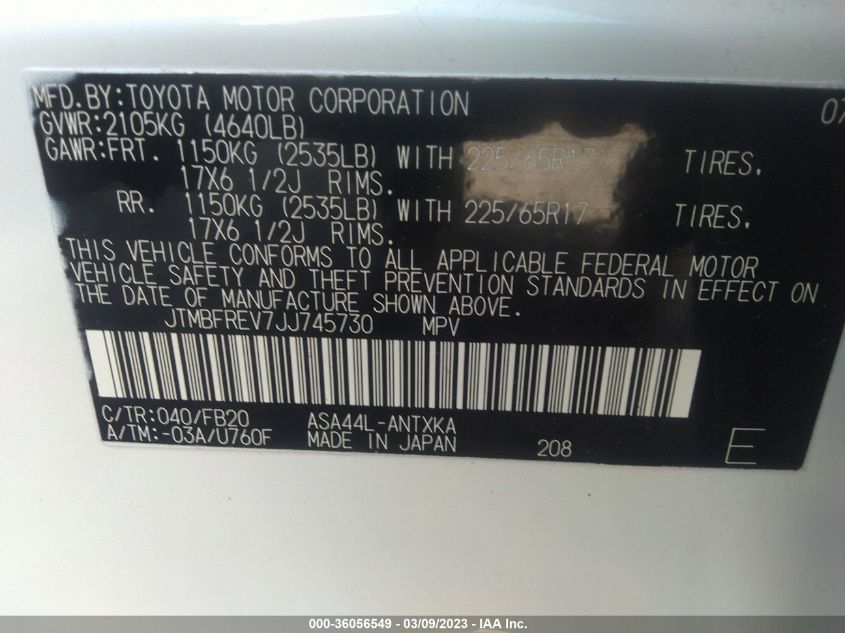 MFD.BY:TOYOTA MOTOR CORPORATION 07
GVWR:2105KG (4640LB)
GAWR:FRT. 1150KG (2535LB) WITH 225/65R17 TIRES.
17X6 1/2J RIMS.
RR. 1150KG (2535LB) WITH 225/65R17 TIRES.
17X6 1/2J RIMS.
THIS VEHICLE CONFORMS TO ALL APPLICABLE FEDERAL MOTOR
VEHICLE SAFETY AND THEFT PREVENTION STANDARDS IN EFFECT ON
THE DATE OF MANUFACTURE SHOWN ABOVE.
JTMBFREV7JJ745730 MPV
C/TR:040/FB20 ASA44L-ANTXKA
A/TM:-03A/U760F MADE IN JAPAN 208 E
000-36056549 - 03/09/2023 - IAA Inc.